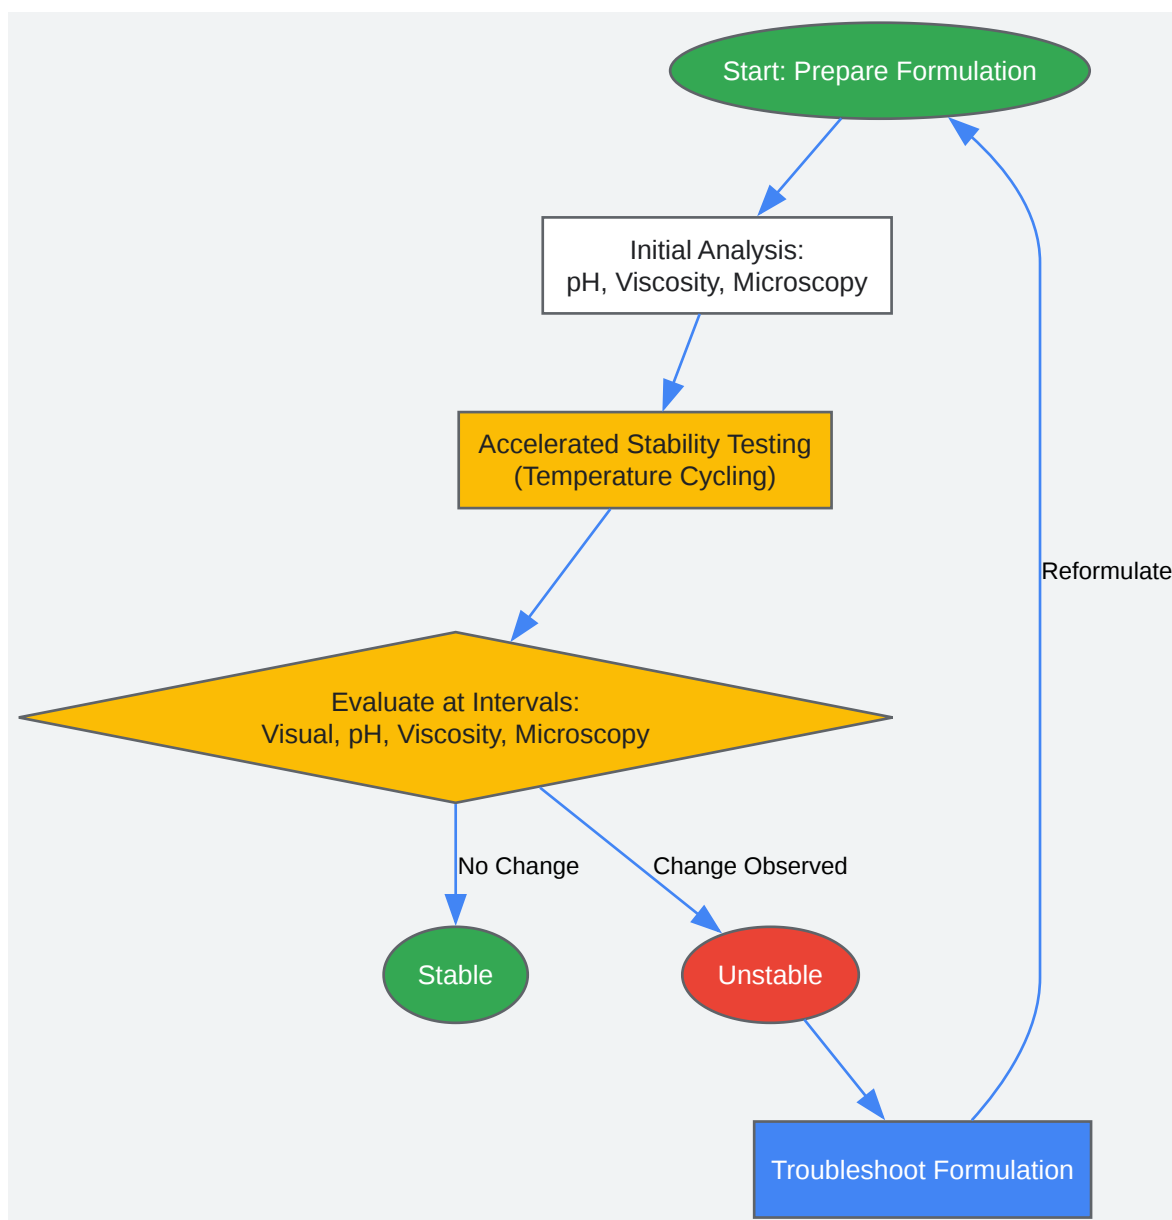 Start: Prepare Formulation
Initial Analysis:
pH, Viscosity, Microscopy
Accelerated Stability Testing
(Temperature Cycling)
Reformulate
Evaluate at Intervals:
Visual, pH, Viscosity, Microscopy
No Change
Change Observed
Stable
Unstable
Troubleshoot Formulation